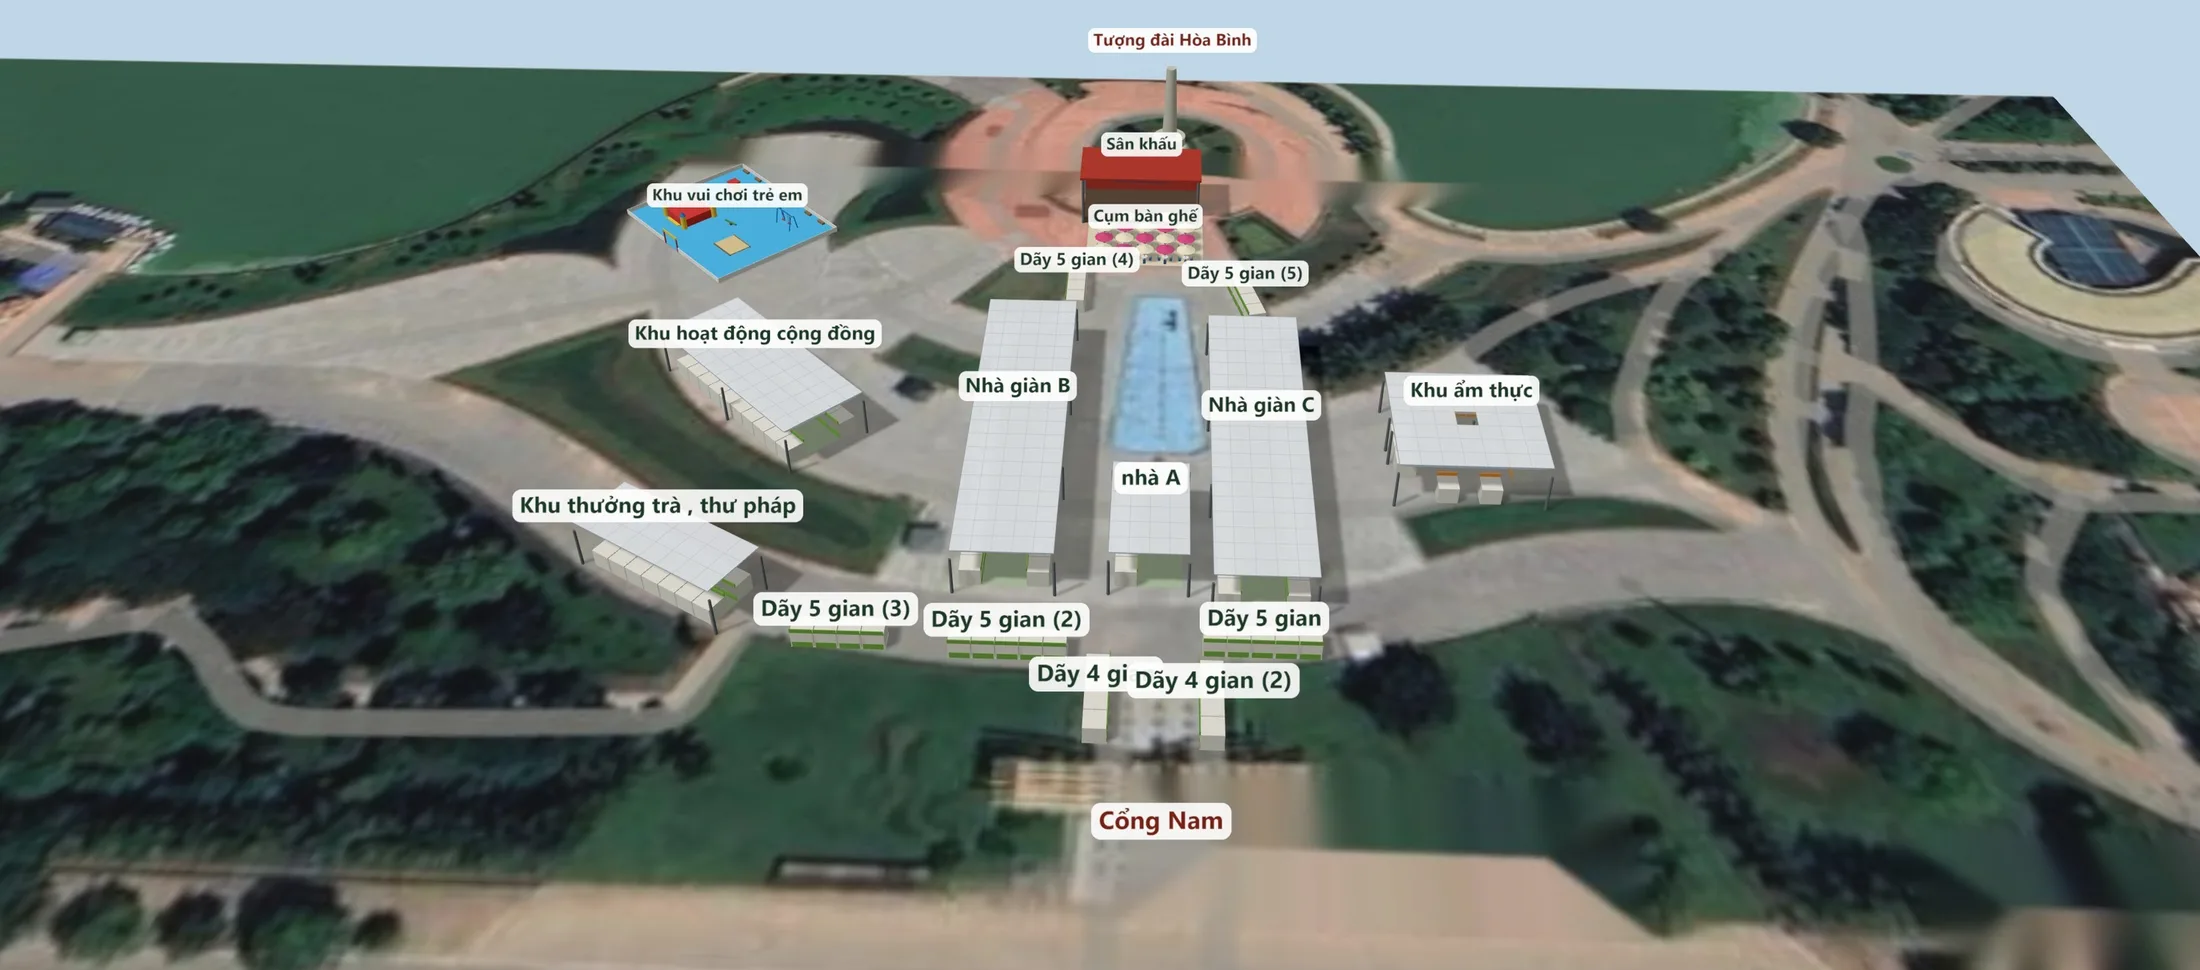 Tượng đài Hòa Bình
Sân khấu
Khu vui chơi trẻ em
Cụm bàn ghế
Dãy 5 gian (4)
Dãy 5 gian (5)
Khu hoạt động cộng đồng
Nhà giàn B
Nhà giàn C
Khu ẩm thực
nhà A
Khu thưởng trà , thư pháp
Dãy 5 gian (3)
Dãy 5 gian (2)
Dãy 5 gian
Dãy 4 gi
Dãy 4 gian (2)
Cổng Nam